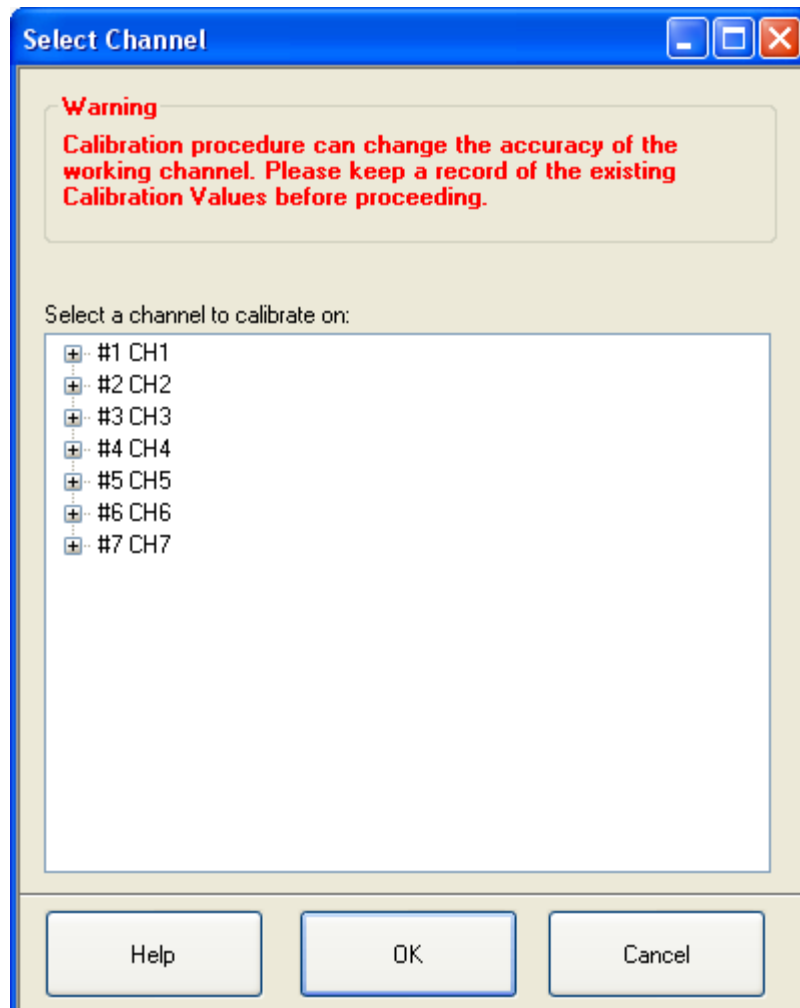 Select Channel
Warning
Calibration procedure can change the accuracy of the
working channel. Please keep a record of the existing
Calibration Values before proceeding.
Select a channel to calibrate on:
#1 CH1
#2 CH2
#3 CH3
#4 CH4
#5 CH5
#6 CH6
#7 CH7
Help
OK
Cancel